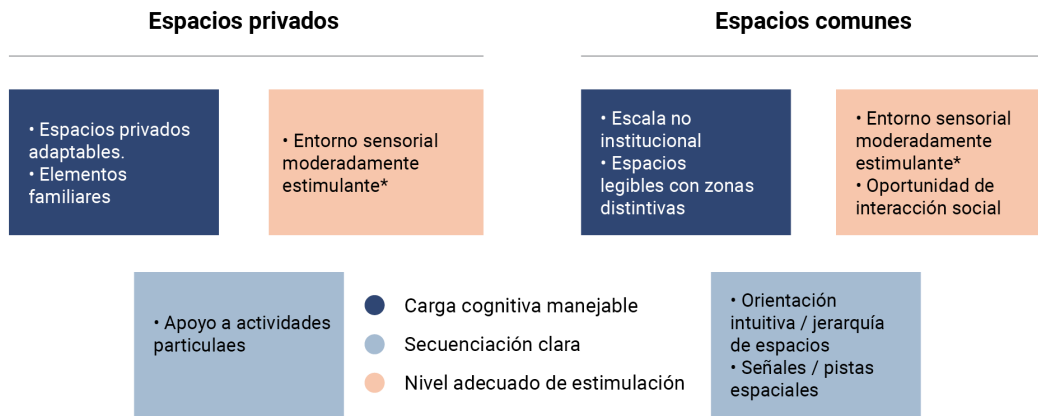 Espacios privados
Espacios comunes
• Espacios privados
adaptables.
• Elementos
familiares
• Entorno sensorial
moderadamente
estimulante*
• Escala no
institucional
• Espacios
legibles con zonas
distintivas
• Entorno sensorial
moderadamente
estimulante*
• Oportunidad de
interacción social
• Apoyo a actividades
particulaes
Carga cognitiva manejable
Secuenciación clara
Nivel adecuado de estimulación
• Orientación
intuitiva / jerarquía
de espacios
• Señales / pistas
espaciales